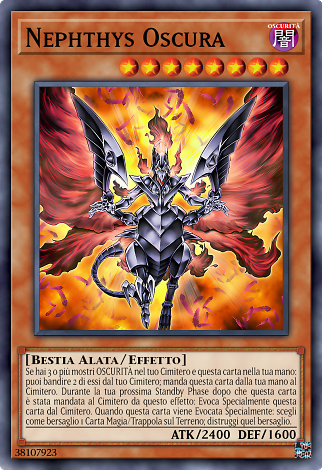 Nephthys Oscura
OSCURITÀ
闇
[Bestia Alata/Effetto]
Se hai 3 o più mostri OSCURITÀ nel tuo Cimitero e questa carta nella tua mano:
puoi bandire 2 di essi dal tuo Cimitero; manda questa carta dalla tua mano al
Cimitero. Durante la tua prossima Standby Phase dopo che questa carta
è stata mandata al Cimitero da questo effetto: Evoca Specialmente questa
carta dal Cimitero. Quando questa carta viene Evocata Specialmente: scegli
come bersaglio 1 Carta Magia/Trappola sul Terreno; distruggi quel bersaglio.
ATK/2400 DEF/1600
38107923